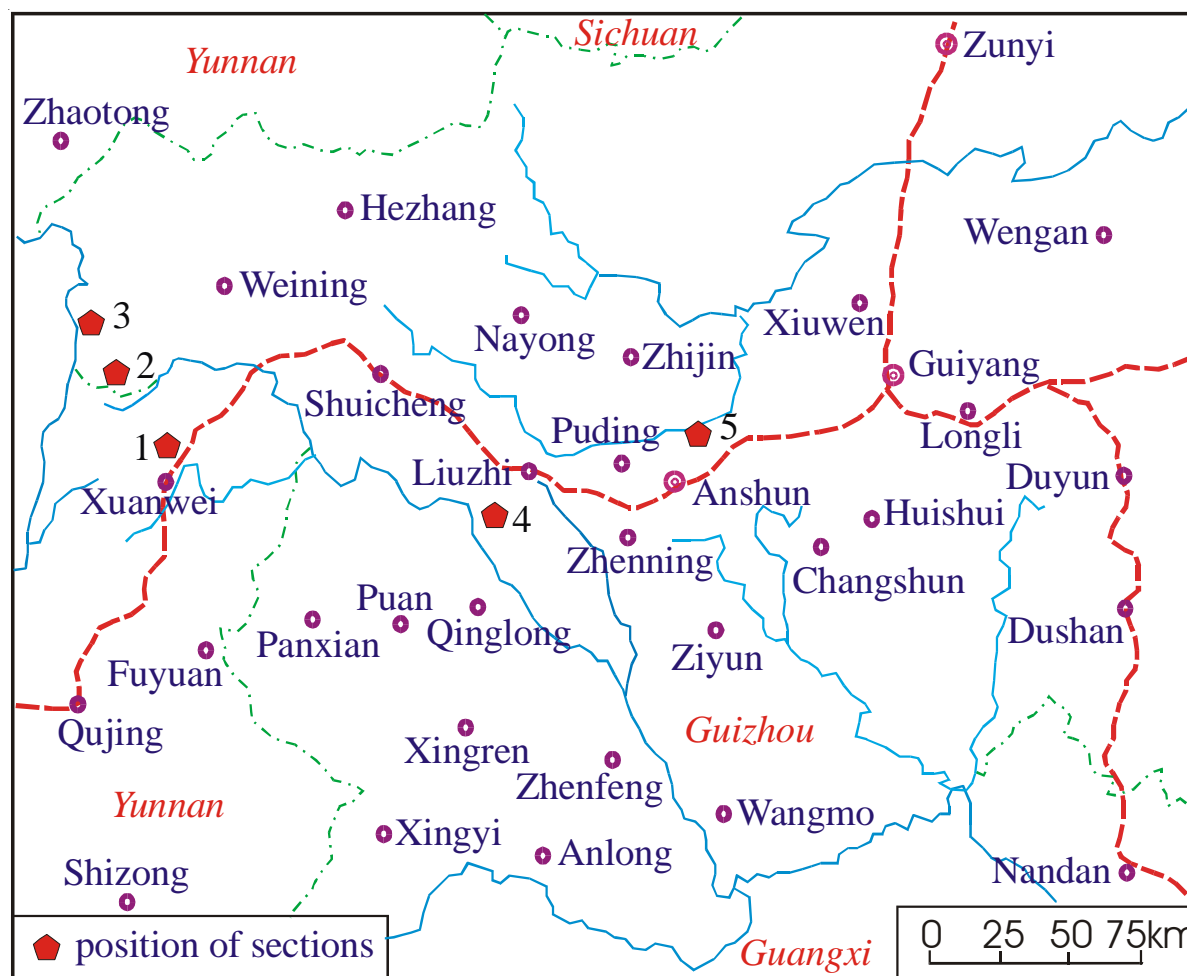 Sichuan
Yunnan
Zunyi
Zhaotong
Hezhang
Wengan
Weining
3
Nayong
Xiuwen
Zhijin
2
Guiyang
Shuicheng
5
1
Puding
Longli
Liuzhi
Duyun
Xuanwei
Anshun
4
Huishui
Zhenning
Changshun
Puan
Qinglong
Panxian
Dushan
Ziyun
Fuyuan
Qujing
Guizhou
Xingren
Zhenfeng
Yunnan
Wangmo
Xingyi
Anlong
Shizong
Nandan
position of sections
Guangxi
0 25 50 75km